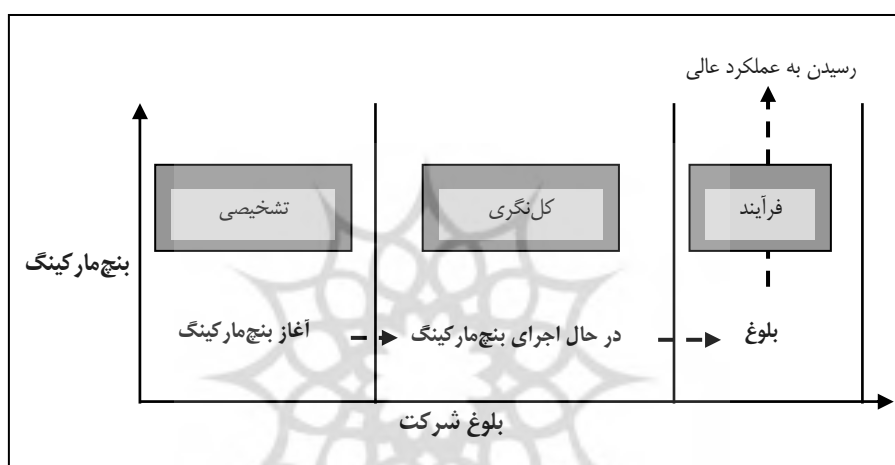 رسیدن به عملکرد عالی
فرآیند
کل‌نگری
تشخیصی
بنچ‌مارکینگ
آغاز بنچ‌مارکینگ
در حال اجرای بنچ‌مارکینگ
بلوغ
بلوغ شرکت